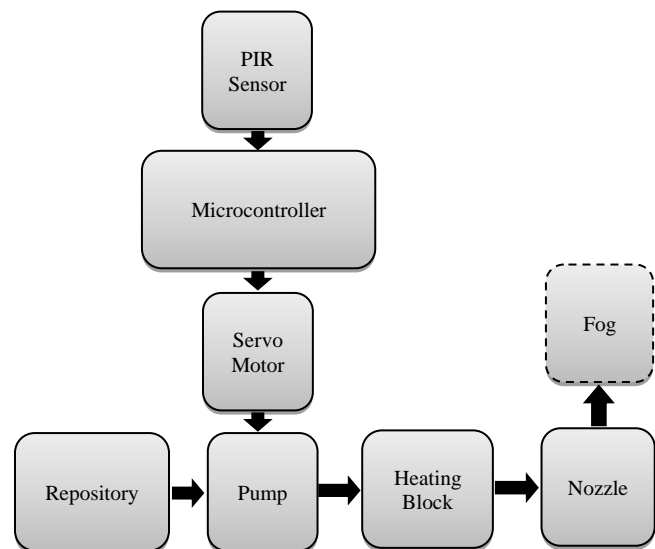 PIR
Sensor
Microcontroller
Servo
Motor
Fog
Repository
Pump
Heating
Block
Nozzle